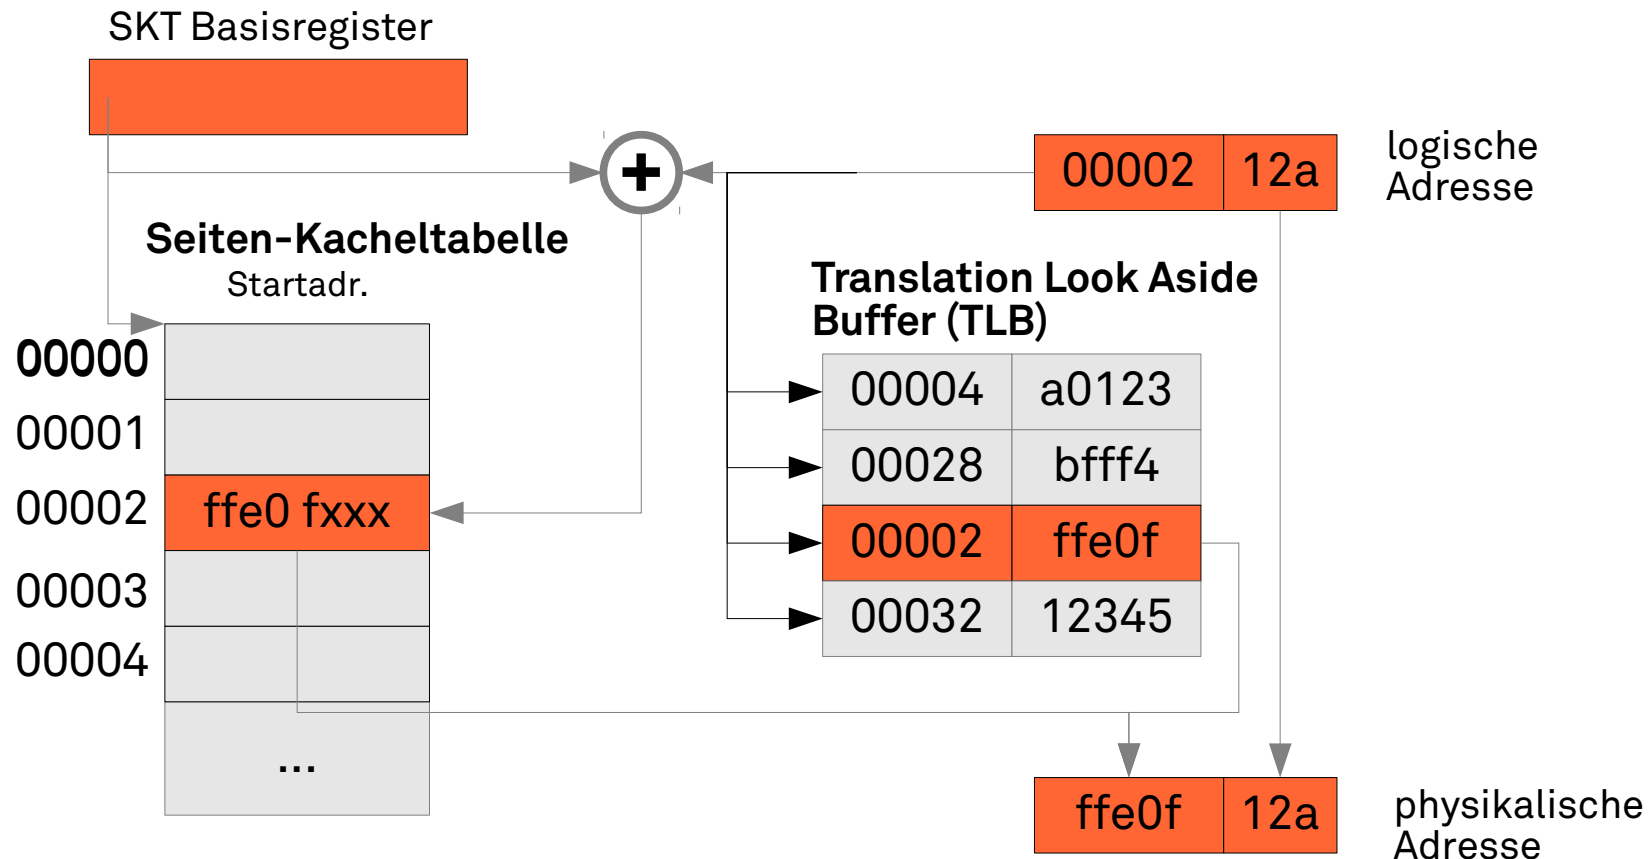 SKT Basisregister
+
00002 12a
logische
Adresse
Seiten-Kacheltabelle
Startadr.
00000
00001
00002 ffe0 fxxx
00003
00004
...
Translation Look Aside
Buffer (TLB)
00004 a0123
00028 bfff4
00002 ffe0f
00032 12345
ffe0f 12a
physikalische
Adresse